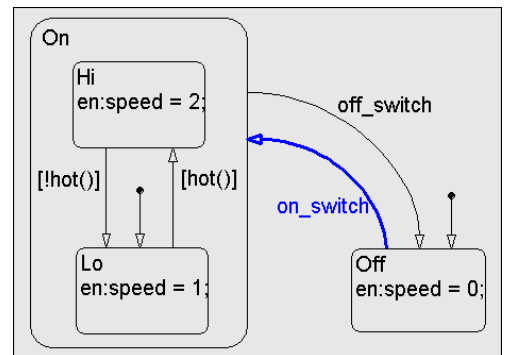 On
Hi
en:speed = 2;
off_switch
[!hot()]
[hot()]
on_switch
Lo
en:speed = 1;
Off
en:speed = 0;